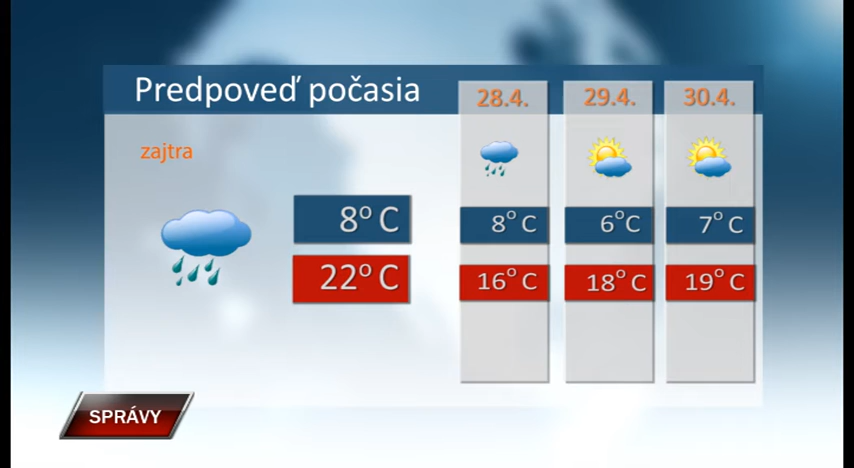 Predpoveď počasia
28.4.
29.4.
30.4.
zajtra
8° C
22° C
8° C
6°C
7° C
16° C
18° C
19° C
SPRÁVY